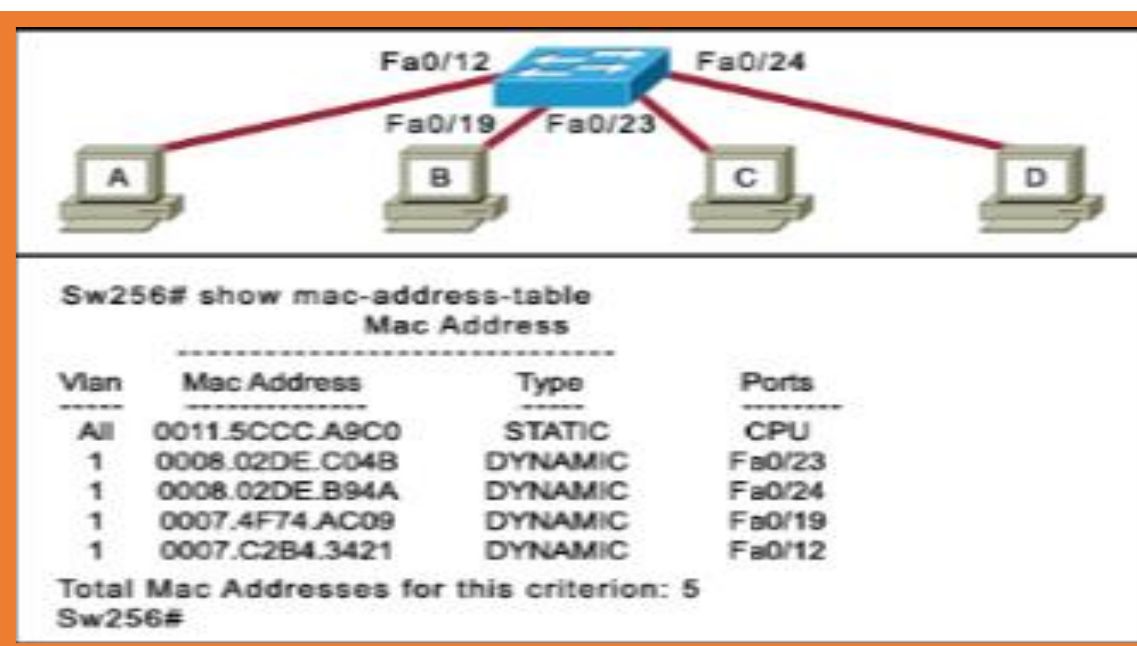 Fa0/12 Fa0/24
Fa0/19 Fa0/23
A B C D
Sw256# show mac-address-table
Mac Address
-------------------------------
Vlan Mac Address Type Ports
----- -------------- ----- --------
All 0011.5CCC.A9C0 STATIC CPU
1 0008.02DE.C04B DYNAMIC Fa0/23
1 0008.02DE.B94A DYNAMIC Fa0/24
1 0007.4F74.AC09 DYNAMIC Fa0/19
1 0007.C2B4.3421 DYNAMIC Fa0/12
Total Mac Addresses for this criterion: 5
Sw256#